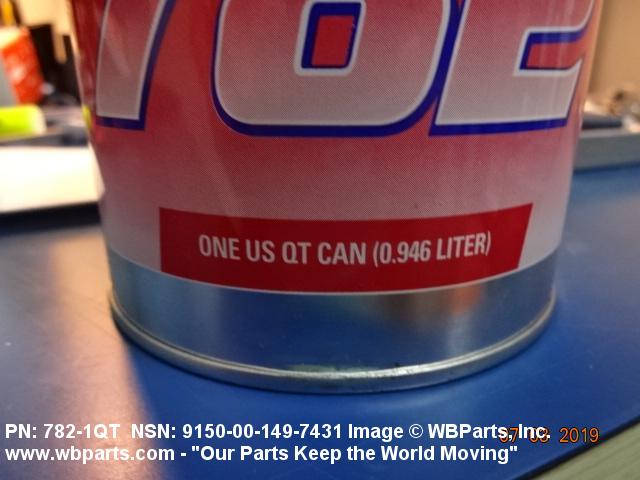 782
ONE US QT CAN (0.946 LITER)
PN: 782-1QT NSN: 9150-00-149-7431 Image © WBParts, Inc.
www.wbparts.com - "Our Parts Keep the World Moving"